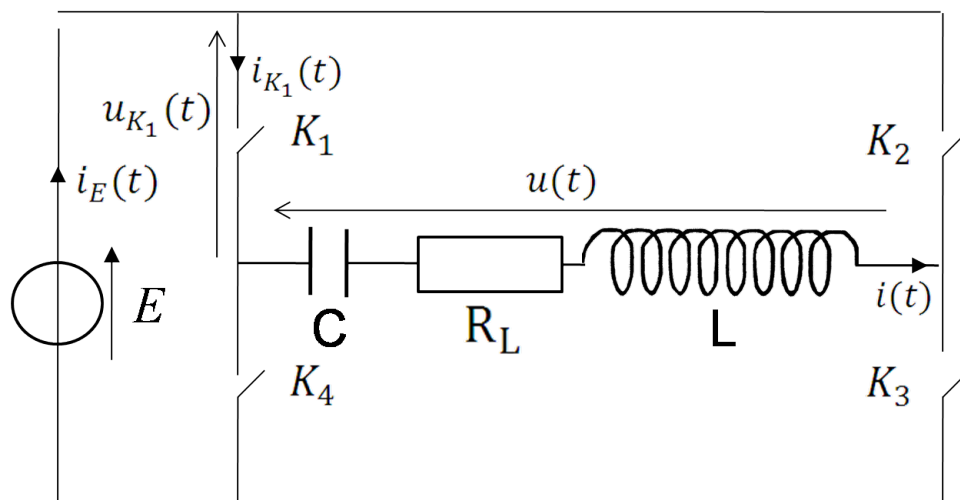 i_{K_1}(t)
u_{K_1}(t)
K_1
K_2
i_E(t)
u(t)
E
C
R_L
L
i(t)
K_4
K_3